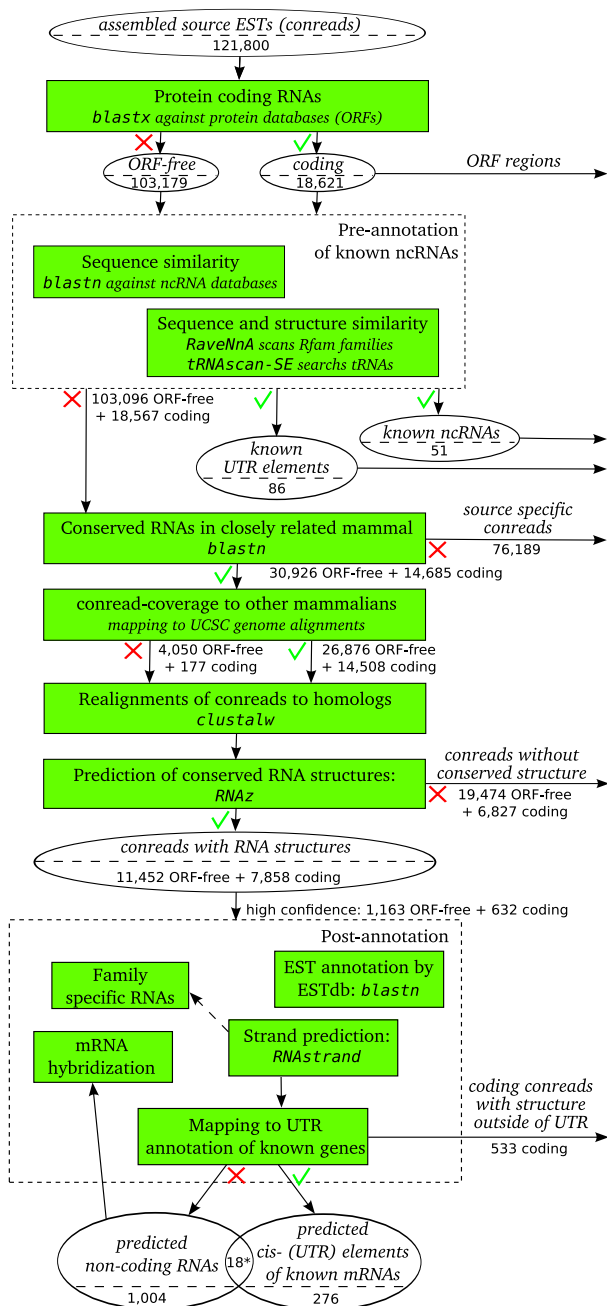 assembled source ESTs (conreads)
121,800
Protein coding RNAs
blastx against protein databases (ORFs)
ORF-free
103,179
coding
18,621
ORF regions
Pre-annotation
of known ncRNAs
Sequence similarity
blastn against ncRNA databases
Sequence and structure similarity
RaveNnA scans Rfam families
tRNAscan-SE searchs tRNAs
103,096 ORF-free
+ 18,567 coding
known
UTR elements
86
known ncRNAs
51
Conserved RNAs in closely related mammal
blastn
source specific
conreads
76,189
30,926 ORF-free + 14,685 coding
conread-coverage to other mammalians
mapping to UCSC genome alignments
4,050 ORF-free
+ 177 coding
26,876 ORF-free
+ 14,508 coding
Realignments of conreads to homologs
clustalw
Prediction of conserved RNA structures:
RNAz
conreads without
conserved structure
19,474 ORF-free
+ 6,827 coding
conreads with RNA structures
11,452 ORF-free + 7,858 coding
high confidence: 1,163 ORF-free + 632 coding
Post-annotation
Family
specific RNAs
EST annotation by
ESTdb: blastn
mRNA
hybridization
Strand prediction:
RNAstrand
Mapping to UTR
annotation of known genes
coding conreads
with structure
outside of UTR
533 coding
predicted
non-coding RNAs
1,004
18*
predicted
cis- (UTR) elements
of known mRNAs
276